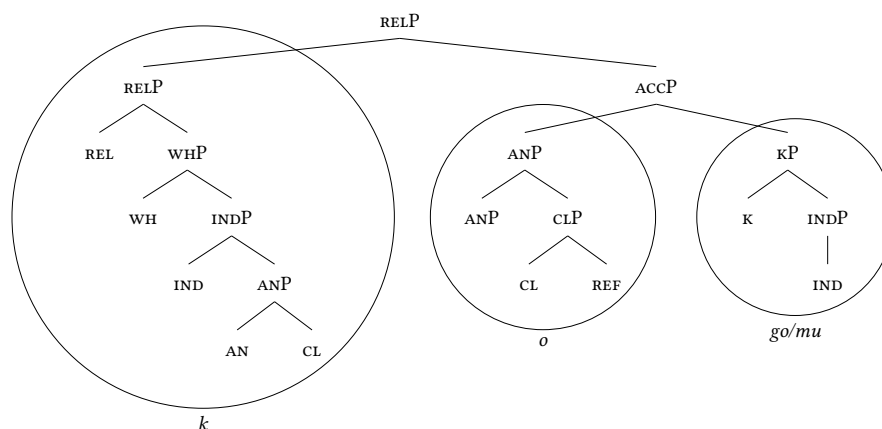 RELP
RELP ACCP
REL WHP ANP KP
WH INDP ANP CLP K INDP
IND ANP CL REF IND
AN CL
o go/mu
k